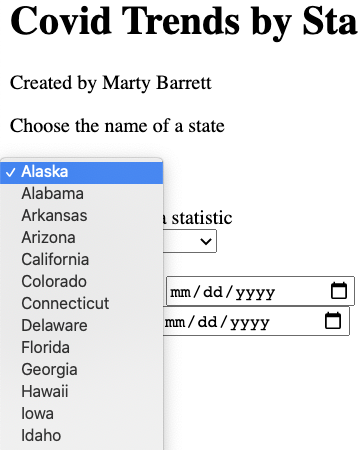 Covid Trends by Sta
Created by Marty Barrett
Choose the name of a state
✓ Alaska
Alabama
Arkansas
Arizona
California
Colorado
Connecticut
Delaware
Florida
Georgia
Hawaii
Iowa
Idaho
a statistic
mm/dd/yyyy
mm/dd/yyyy